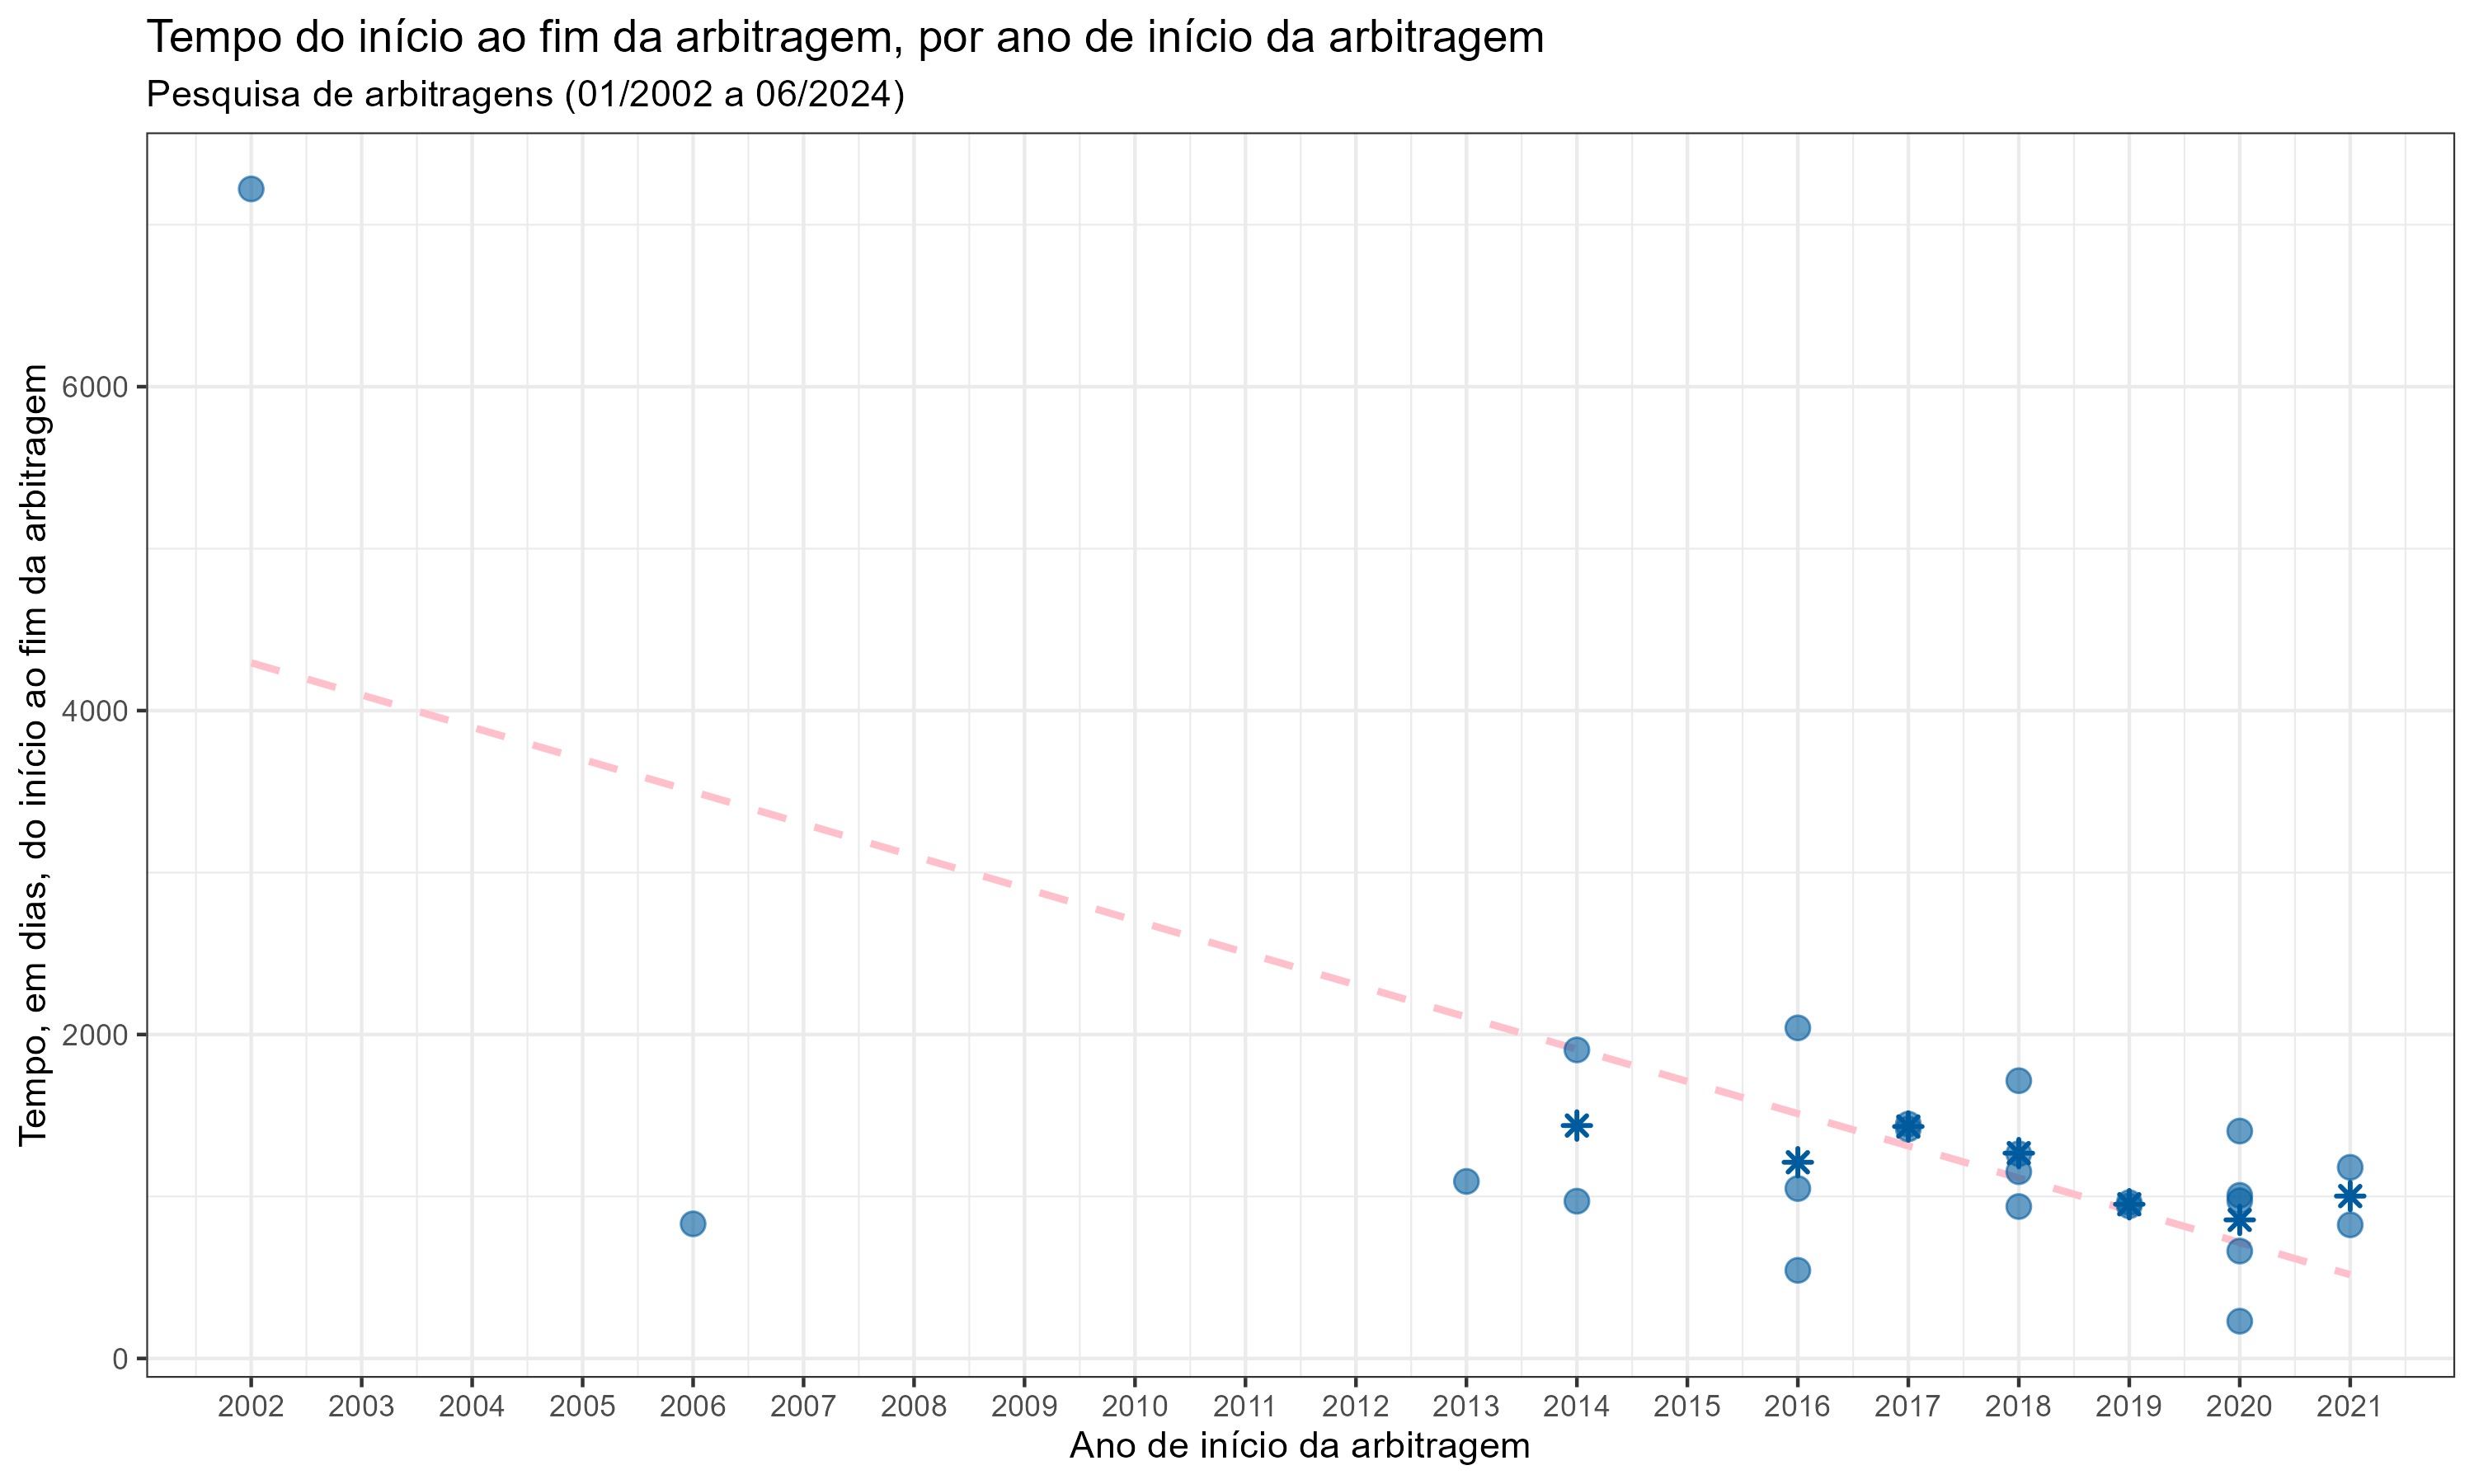 Tempo do início ao fim da arbitragem, por ano de início da arbitragem
Pesquisa de arbitragens (01/2002 a 06/2024)
Tempo, em dias, do início ao fim da arbitragem
6000
4000
2000
0
2002 2003 2004 2005 2006 2007 2008 2009 2010 2011 2012 2013 2014 2015 2016 2017 2018 2019 2020 2021
Ano de início da arbitragem